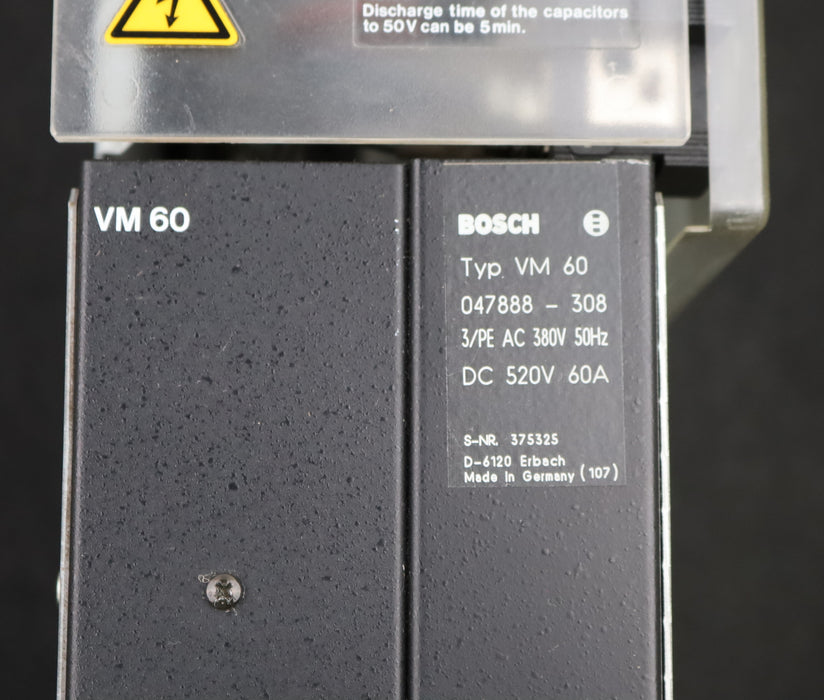 Discharge time of the capacitors
to 50V can be 5min.
VM 60
BOSCH
Typ. VM 60
047888 - 308
3/PE AC 380V 50Hz
DC 520V 60A
S-NR. 375325
D-6120 Erbach
Made In Germany (107)